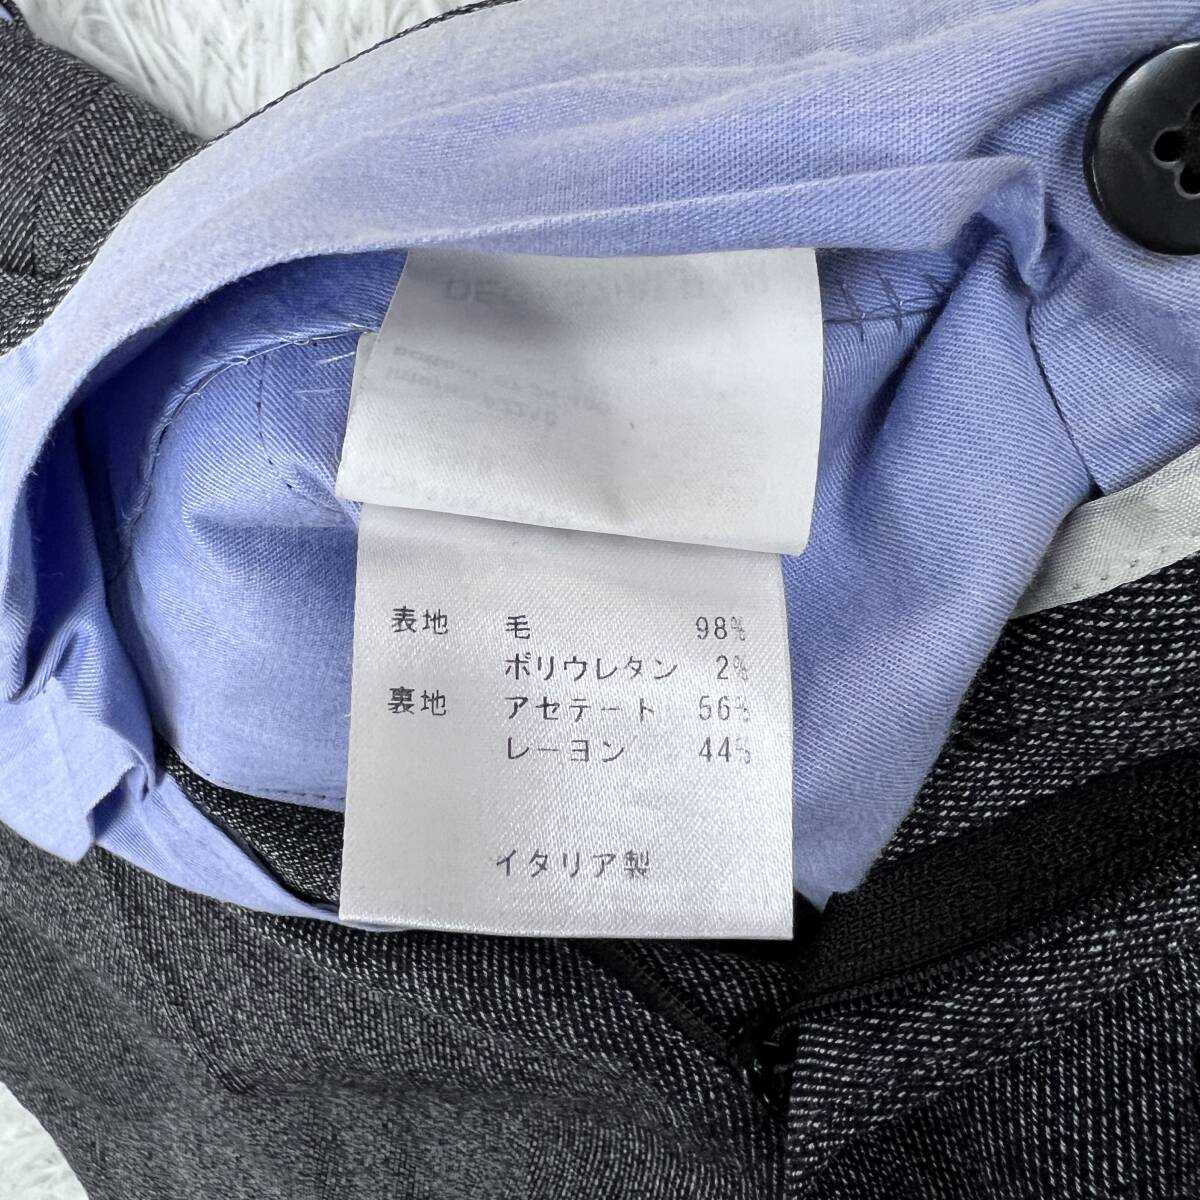 表地 毛 98%
ポリウレタン 2%
裏地 アセテート 56%
レーヨン 44%
イタリア製